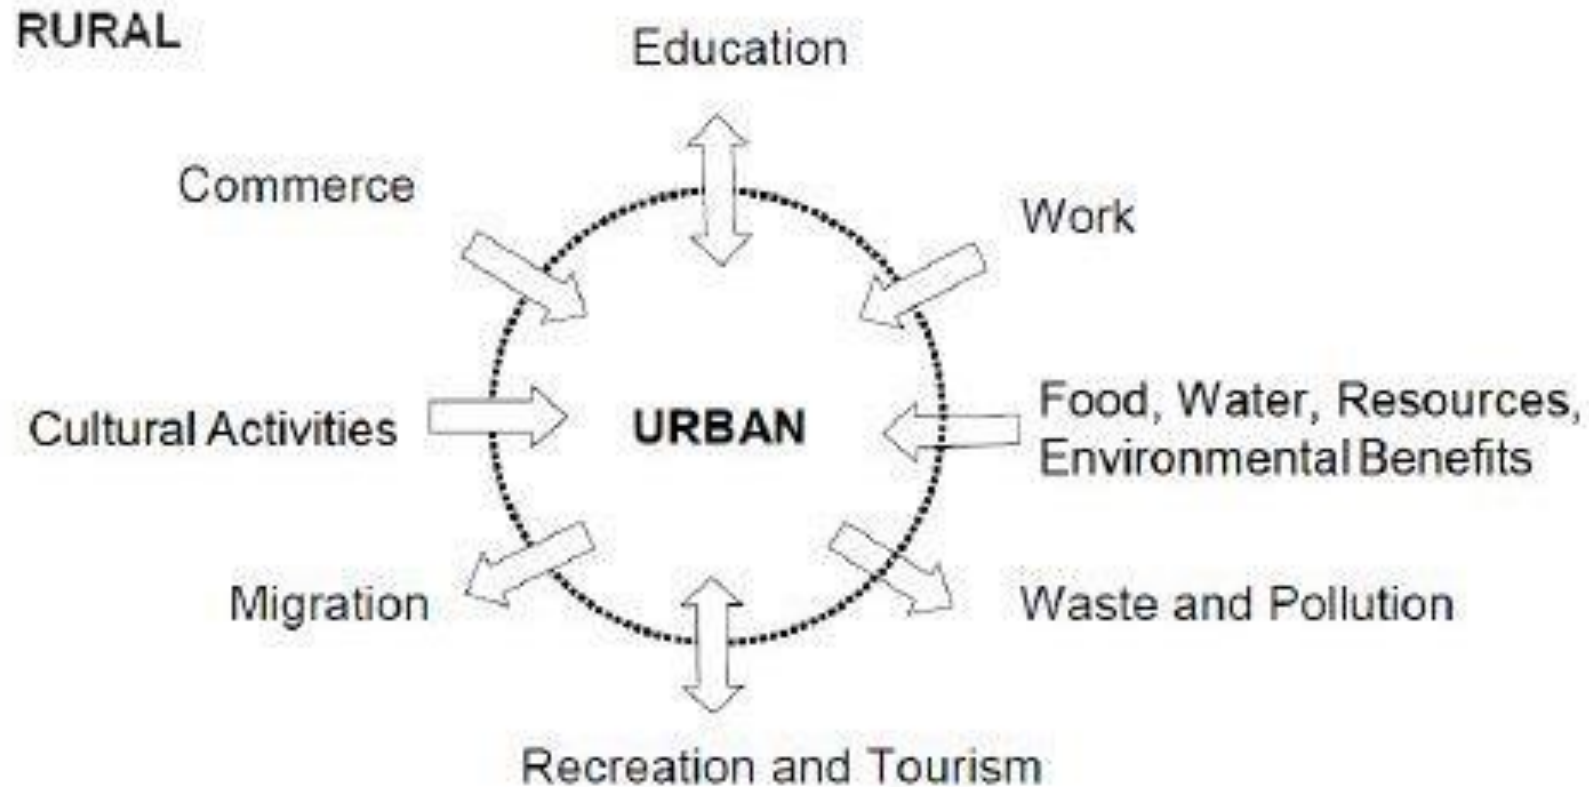 RURAL
Education
Commerce
Work
Cultural Activities
URBAN
Food, Water, Resources,
Environmental Benefits
Migration
Waste and Pollution
Recreation and Tourism